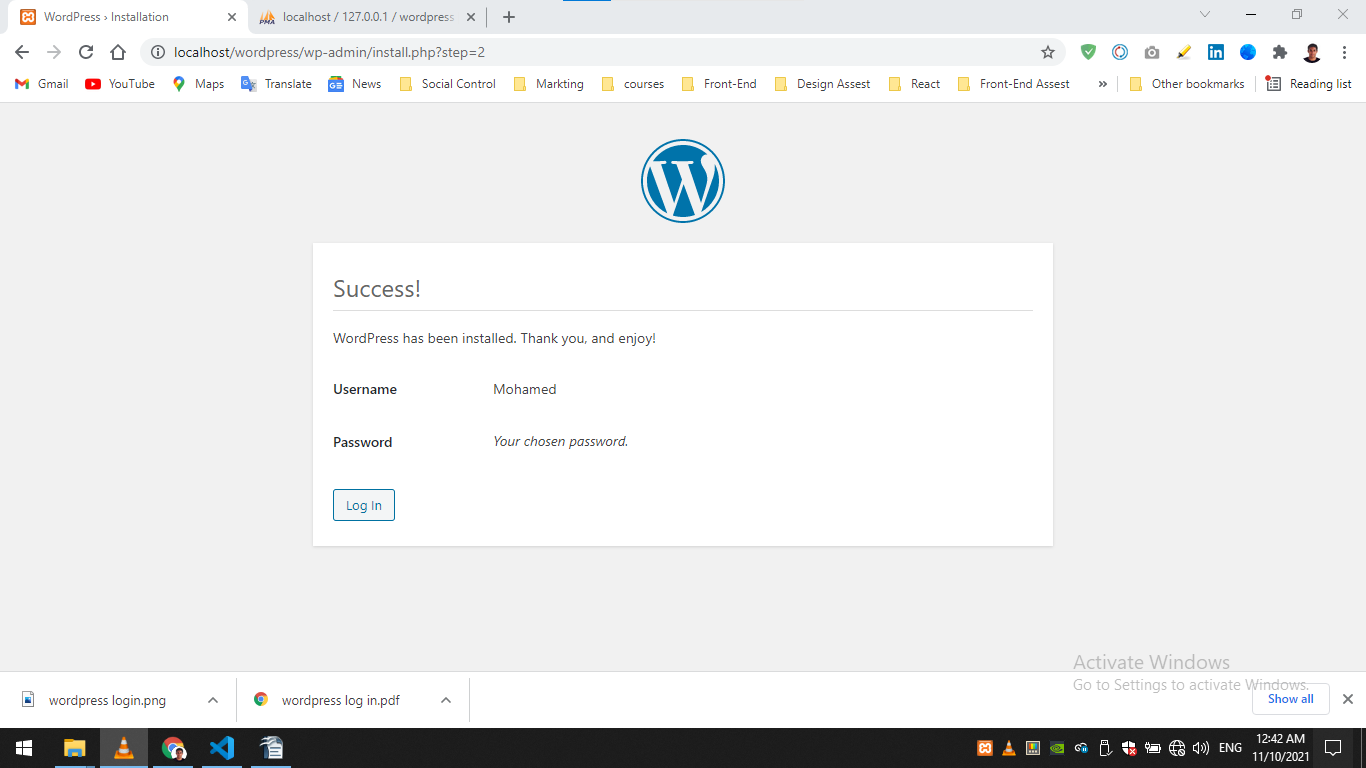 WordPress › Installation
localhost / 127.0.0.1 / wordpress
localhost/wordpress/wp-admin/install.php?step=2
Gmail YouTube Maps Translate News Social Control Markting courses Front-End Design Assest React Front-End Assest » Other bookmarks Reading list
Success!
WordPress has been installed. Thank you, and enjoy!
Username Mohamed
Password Your chosen password.
Log In
Activate Windows
Go to Settings to activate Windows.
wordpress login.png
wordpress log in.pdf
Show all
ENG
12:42 AM
11/10/2021